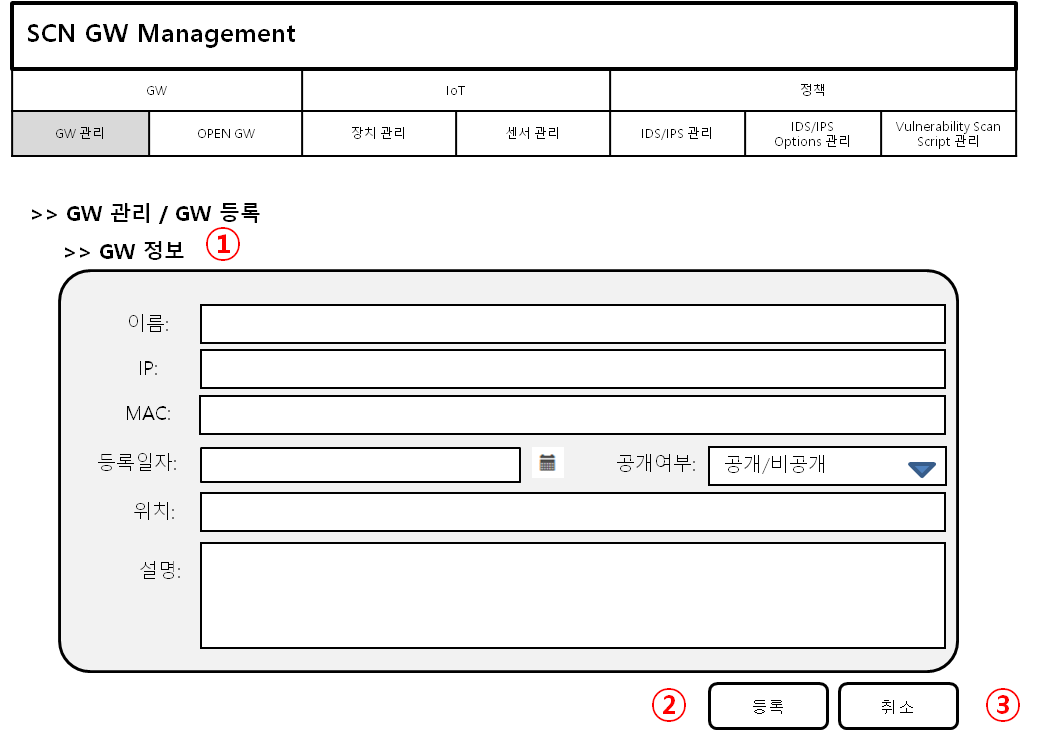 SCN GW Management
GW IoT 정책
GW 관리 OPEN GW 장치 관리 센서 관리 IDS/IPS 관리 IDS/IPS Options 관리 Vulnerability Scan Script 관리
>> GW 관리 / GW 등록
>> GW 정보 ①
이름:
IP:
MAC:
등록일자: 공개여부: 공개/비공개
위치:
설명:
② 등록 취소 ③